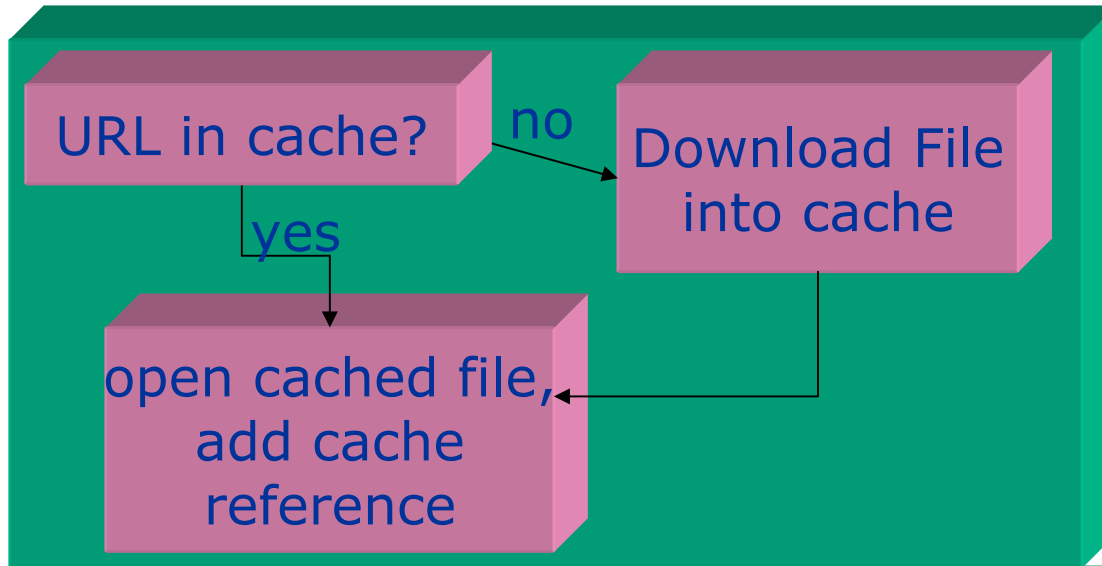 URL in cache?
no
Download File
into cache
yes
open cached file,
add cache
reference